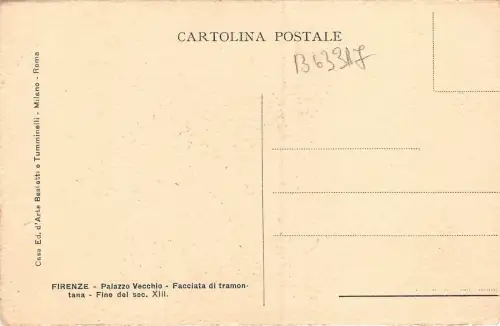 CARTOLINA POSTALE
Casa Ed. d'Arte Bestetti e Tumminelli - Milano - Roma
FIRENZE - Palazzo Vecchio - Facciata di tramon-
tana - Fine del sec. XIII.